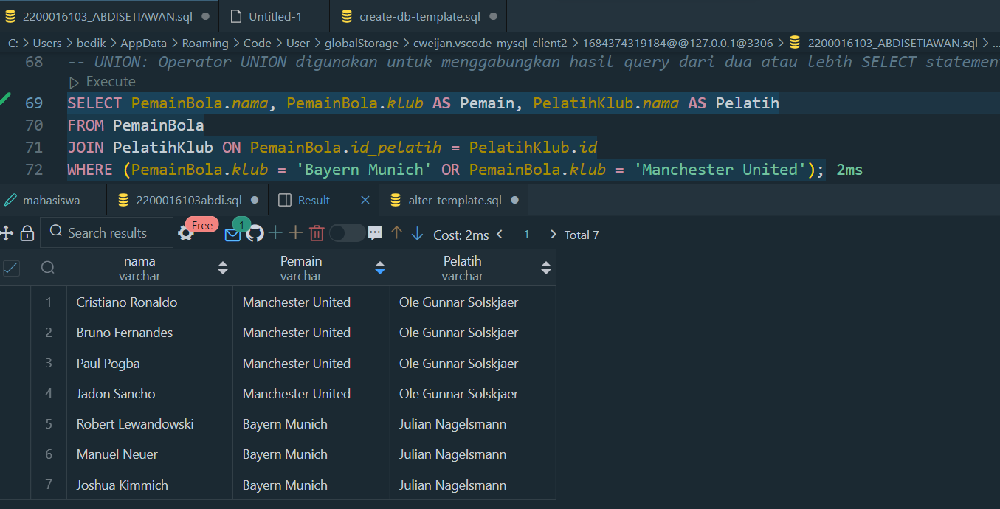 2200016103_ABDISETIAWAN.sql Untitled-1 create-db-template.sql
C: > Users > bedik > AppData > Roaming > Code > User > globalStorage > cweijan.vscode-mysql-client2 > 1684374319184@@127.0.0.1@3306 > 2200016103_ABDISETIAWAN.sql > ...
68 -- UNION: Operator UNION digunakan untuk menggabungkan hasil query dari dua atau lebih SELECT statemen
Execute
69 SELECT PemainBola.nama, PemainBola.klub AS Pemain, PelatihKlub.nama AS Pelatih
70 FROM PemainBola
71 JOIN PelatihKlub ON PemainBola.id_pelatih = PelatihKlub.id
72 WHERE (PemainBola.klub = 'Bayern Munich' OR PemainBola.klub = 'Manchester United'); 2ms
mahasiswa 2200016103abdi.sql Result alter-template.sql
Search results Free 1 Cost: 2ms < 1 > Total 7
nama Pemain Pelatih
varchar varchar varchar
1 Cristiano Ronaldo Manchester United Ole Gunnar Solskjaer
2 Bruno Fernandes Manchester United Ole Gunnar Solskjaer
3 Paul Pogba Manchester United Ole Gunnar Solskjaer
4 Jadon Sancho Manchester United Ole Gunnar Solskjaer
5 Robert Lewandowski Bayern Munich Julian Nagelsmann
6 Manuel Neuer Bayern Munich Julian Nagelsmann
7 Joshua Kimmich Bayern Munich Julian Nagelsmann